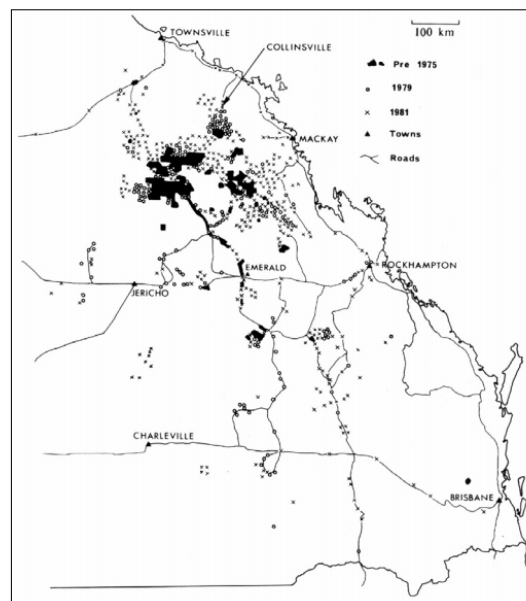 TOWNSVILLE
COLLINSVILLE
100 km
Pre 1975
1979
1981
Towns
Roads
MACKAY
EMERALD
ROCKHAMPTON
JERICHO
CHARLEVILLE
BRISBANE